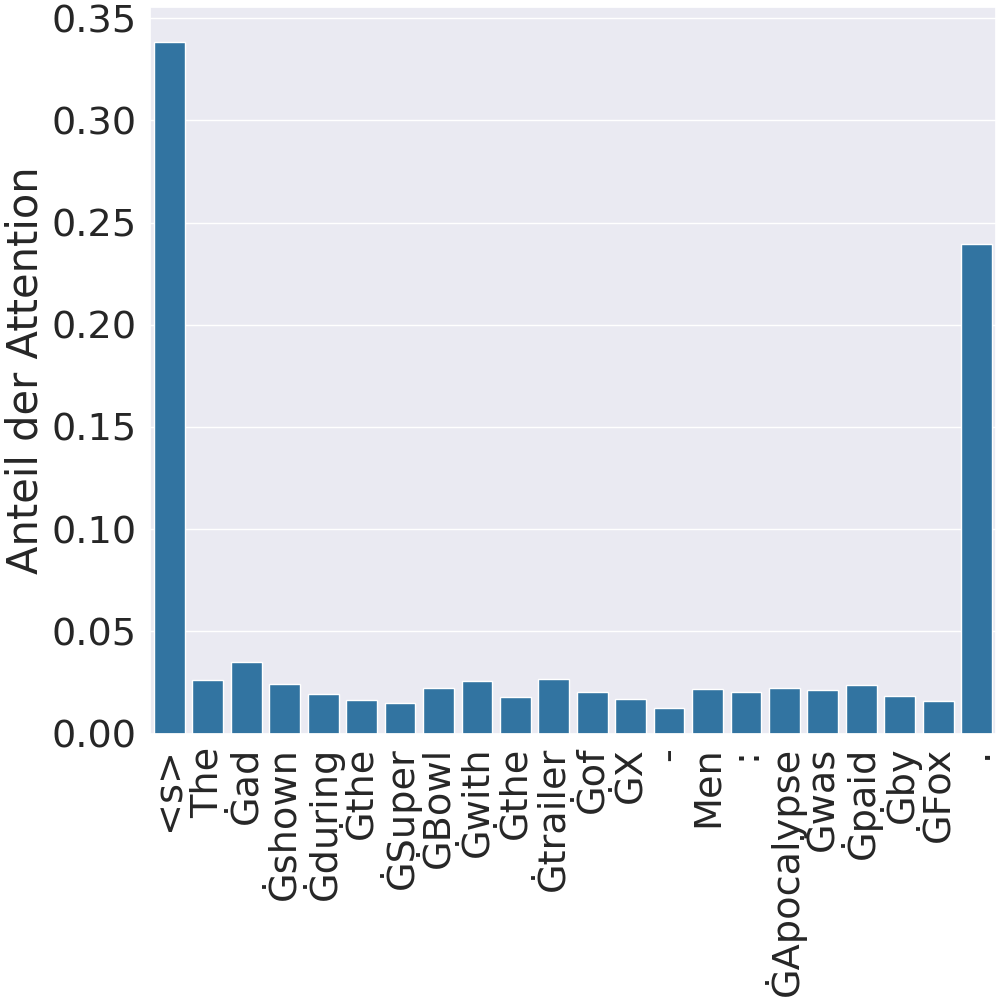 Anteil der Attention
0.35
0.30
0.25
0.20
0.15
0.10
0.05
0.00
<s>
The
Ġad
Ġshown
Ġduring
Ġthe
ĠSuper
ĠBowl
Ġwith
Ġthe
Ġtrailer
Ġof
ĠX
-
Men
:
ĠApocalypse
Ġwas
Ġpaid
Ġby
ĠFox
.